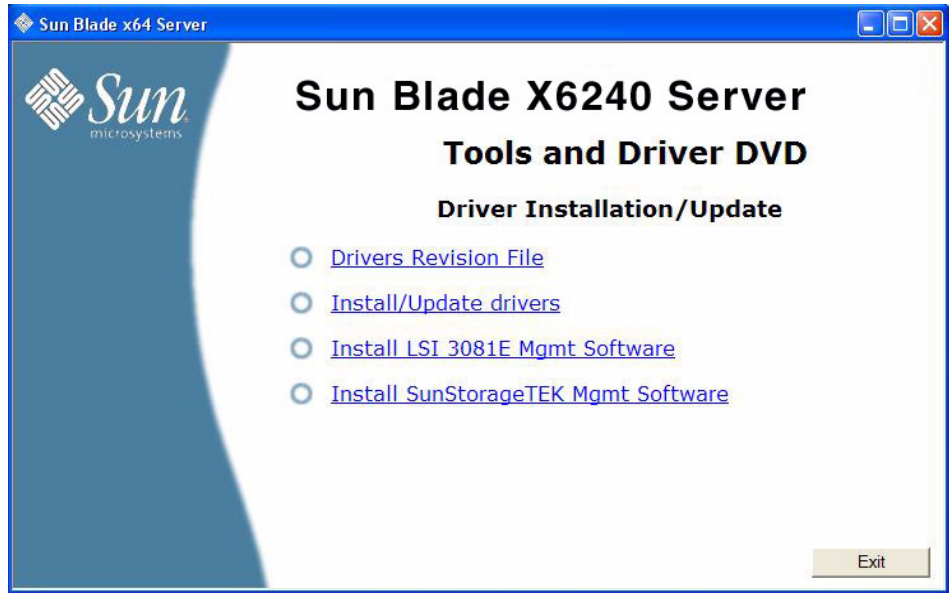 Sun Blade x64 Server
Sun
microsystems
Sun Blade X6240 Server
Tools and Driver DVD
Driver Installation/Update
Drivers Revision File
Install/Update drivers
Install LSI 3081E Mgmt Software
Install SunStorageTEK Mgmt Software
Exit